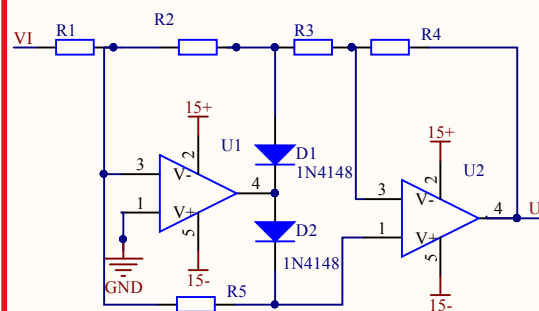 VI
R1
R2
R3
R4
15+
2
U1
3
V-
4
1
V+
5
15-
GND
D1
1N4148
D2
1N4148
R5
15+
2
U2
3
V-
4
U
1
V+
5
15-